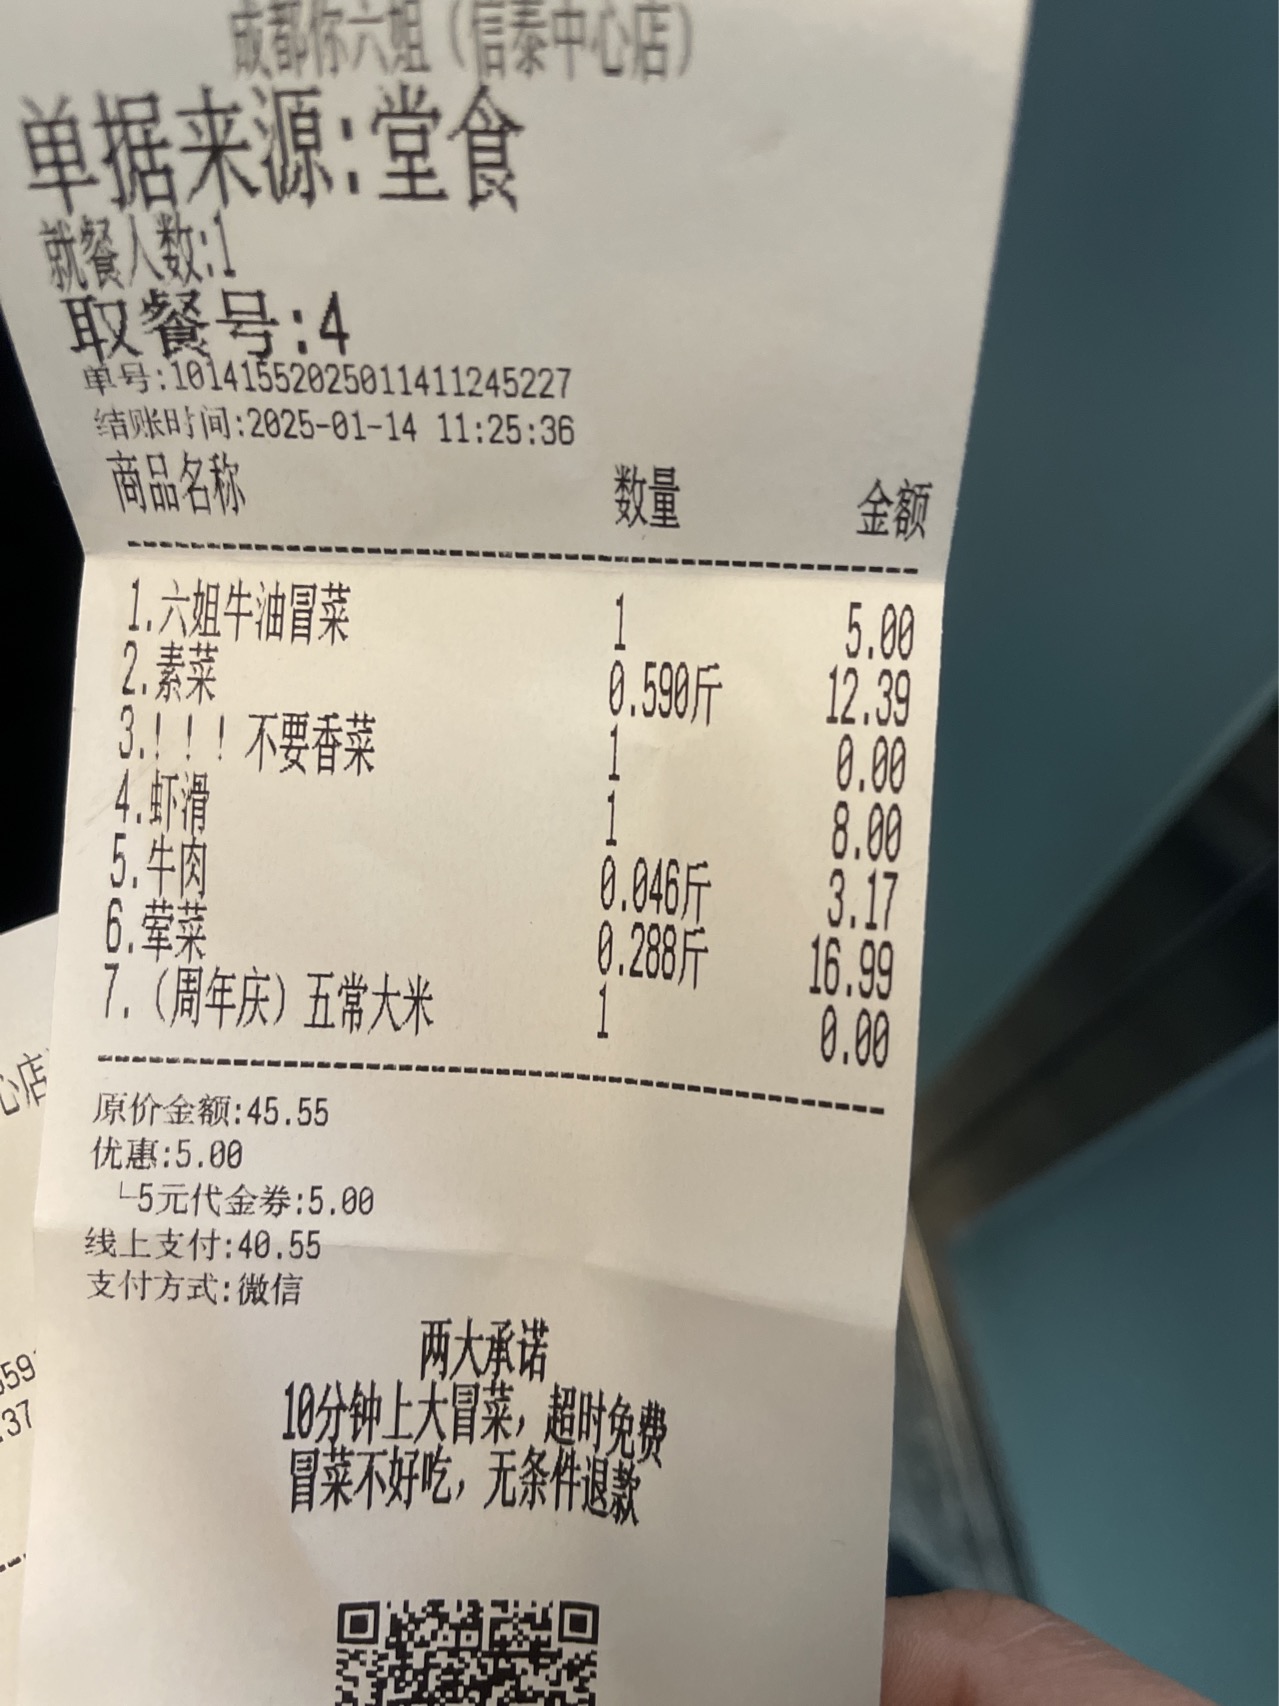 成都你六姐（信泰中心店）
单据来源:堂食
就餐人数:1
取餐号:4
单号:10141552025011411245227
结账时间:2025-01-14 11:25:36
商品名称 数量 金额
1.六姐牛油冒菜 1 5.00
2.素菜 0.590斤 12.39
3.！！！不要香菜 1 0.00
4.虾滑 1 8.00
5.牛肉 0.046斤 3.17
6.荤菜 0.288斤 16.99
7.（周年庆）五常大米 1 0.00
原价金额:45.55
优惠:5.00
└5元代金券:5.00
线上支付:40.55
支付方式:微信
两大承诺
10分钟上大冒菜，超时免费
冒菜不好吃，无条件退款
心店
59
:37